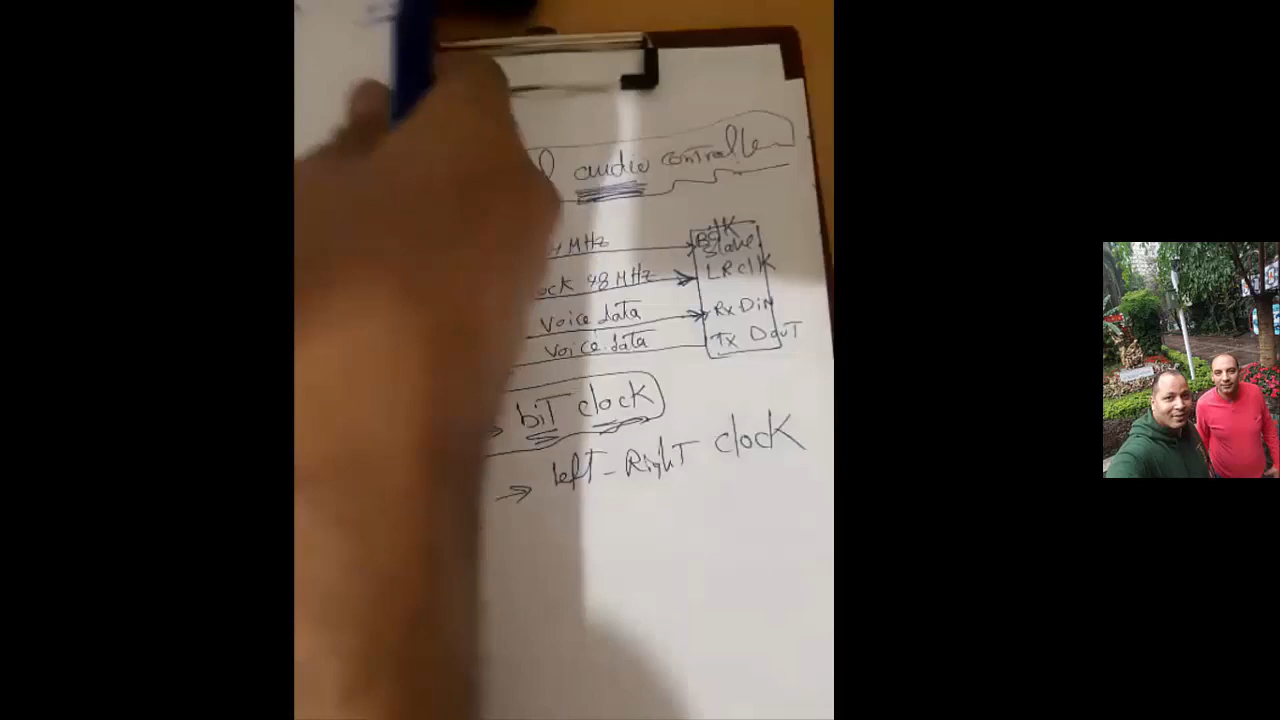 audio controller
MHz
Bclk
Slave
ock 48 MHz
LRclK
Voice data
Rx Din
Voice data
Tx DouT
biT clock
left - RighT clock